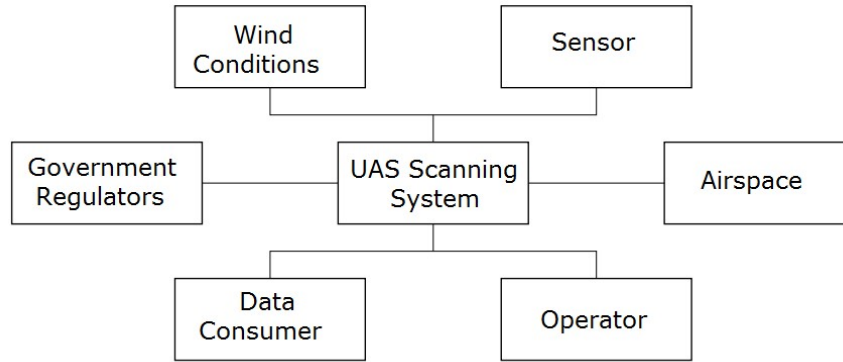 Wind
Conditions
Sensor
Government
Regulators
UAS Scanning
System
Airspace
Data
Consumer
Operator